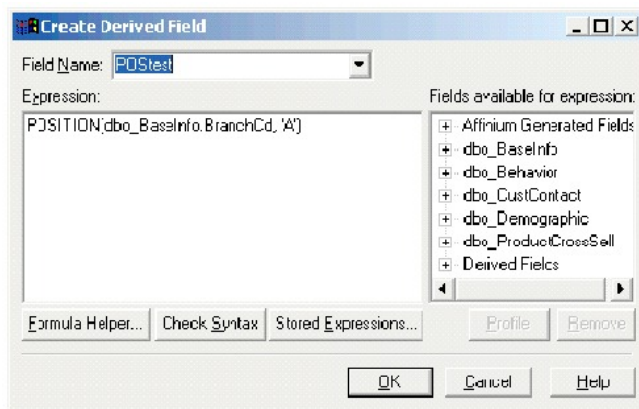 Create Derived Field
Field Name: POStest
Expression:
POSITION(dbo_BaseInfo.BranchCd, 'A')
Fields available for expression:
Affinium Generated Fields
dbo_BaseInfo
dbo_Behavior
dbo_CustContact
dbo_Demographic
dbo_ProductCrossSell
Derived Fields
Formula Helper... Check Syntax Stored Expressions... Profile Remove
OK Cancel Help